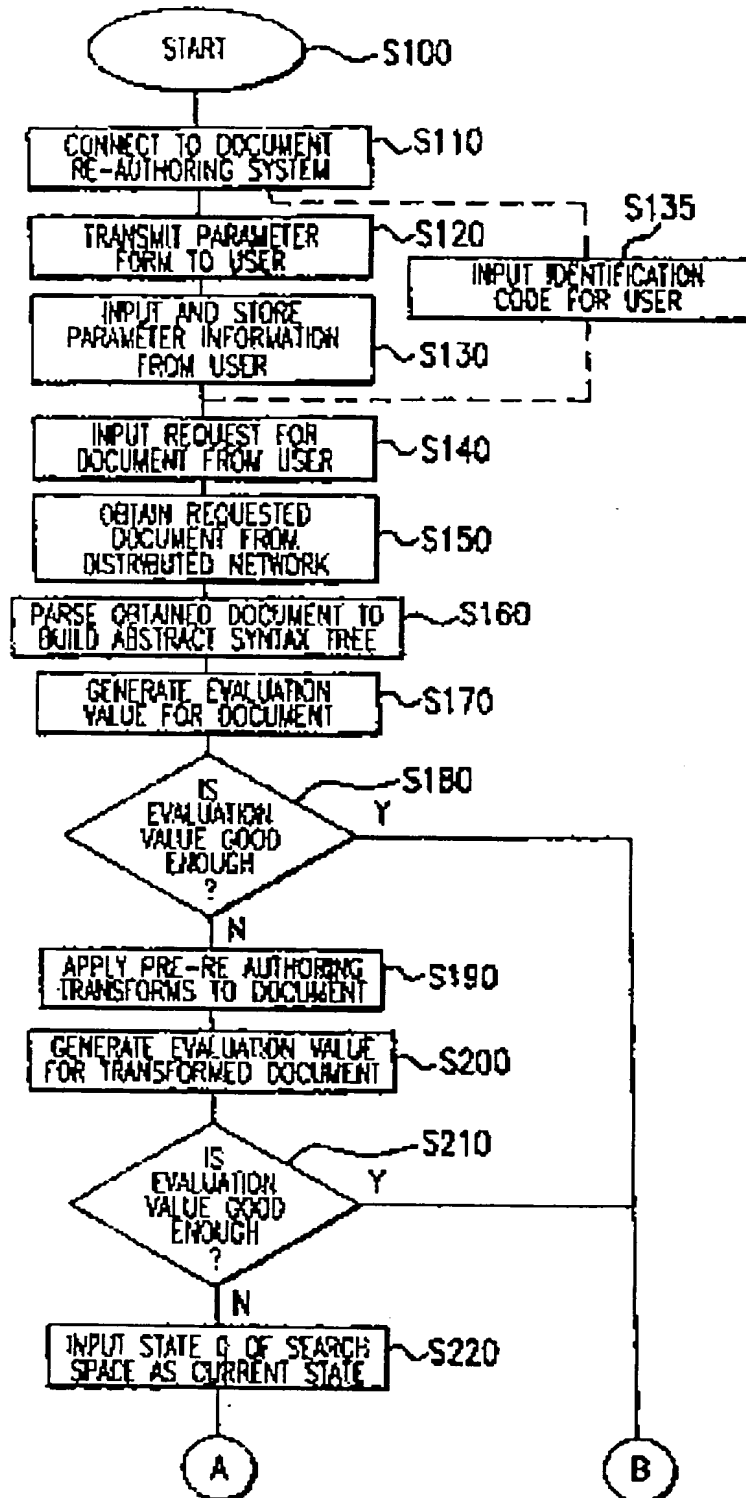 START
S100
CONNECT TO DOCUMENT
RE-AUTHORING SYSTEM
S110
TRANSMIT PARAMETER
FORM TO USER
S120
S135
INPUT IDENTIFICATION
CODE FOR USER
INPUT AND STORE
PARAMETER INFORMATION
FROM USER
S130
INPUT REQUEST FOR
DOCUMENT FROM USER
S140
OBTAIN REQUESTED
DOCUMENT FROM
DISTRIBUTED NETWORK
S150
PARSE OBTAINED DOCUMENT TO
BUILD ABSTRACT SYNTAX TREE
S160
GENERATE EVALUATION
VALUE FOR DOCUMENT
S170
IS
EVALUATION
VALUE GOOD
ENOUGH
?
S180
Y
N
APPLY PRE-RE AUTHORING
TRANSFORMS TO DOCUMENT
S190
GENERATE EVALUATION VALUE
FOR TRANSFORMED DOCUMENT
S200
IS
EVALUATION
VALUE GOOD
ENOUGH
?
S210
Y
N
INPUT STATE 0 OF SEARCH
SPACE AS CURRENT STATE
S220
A
B